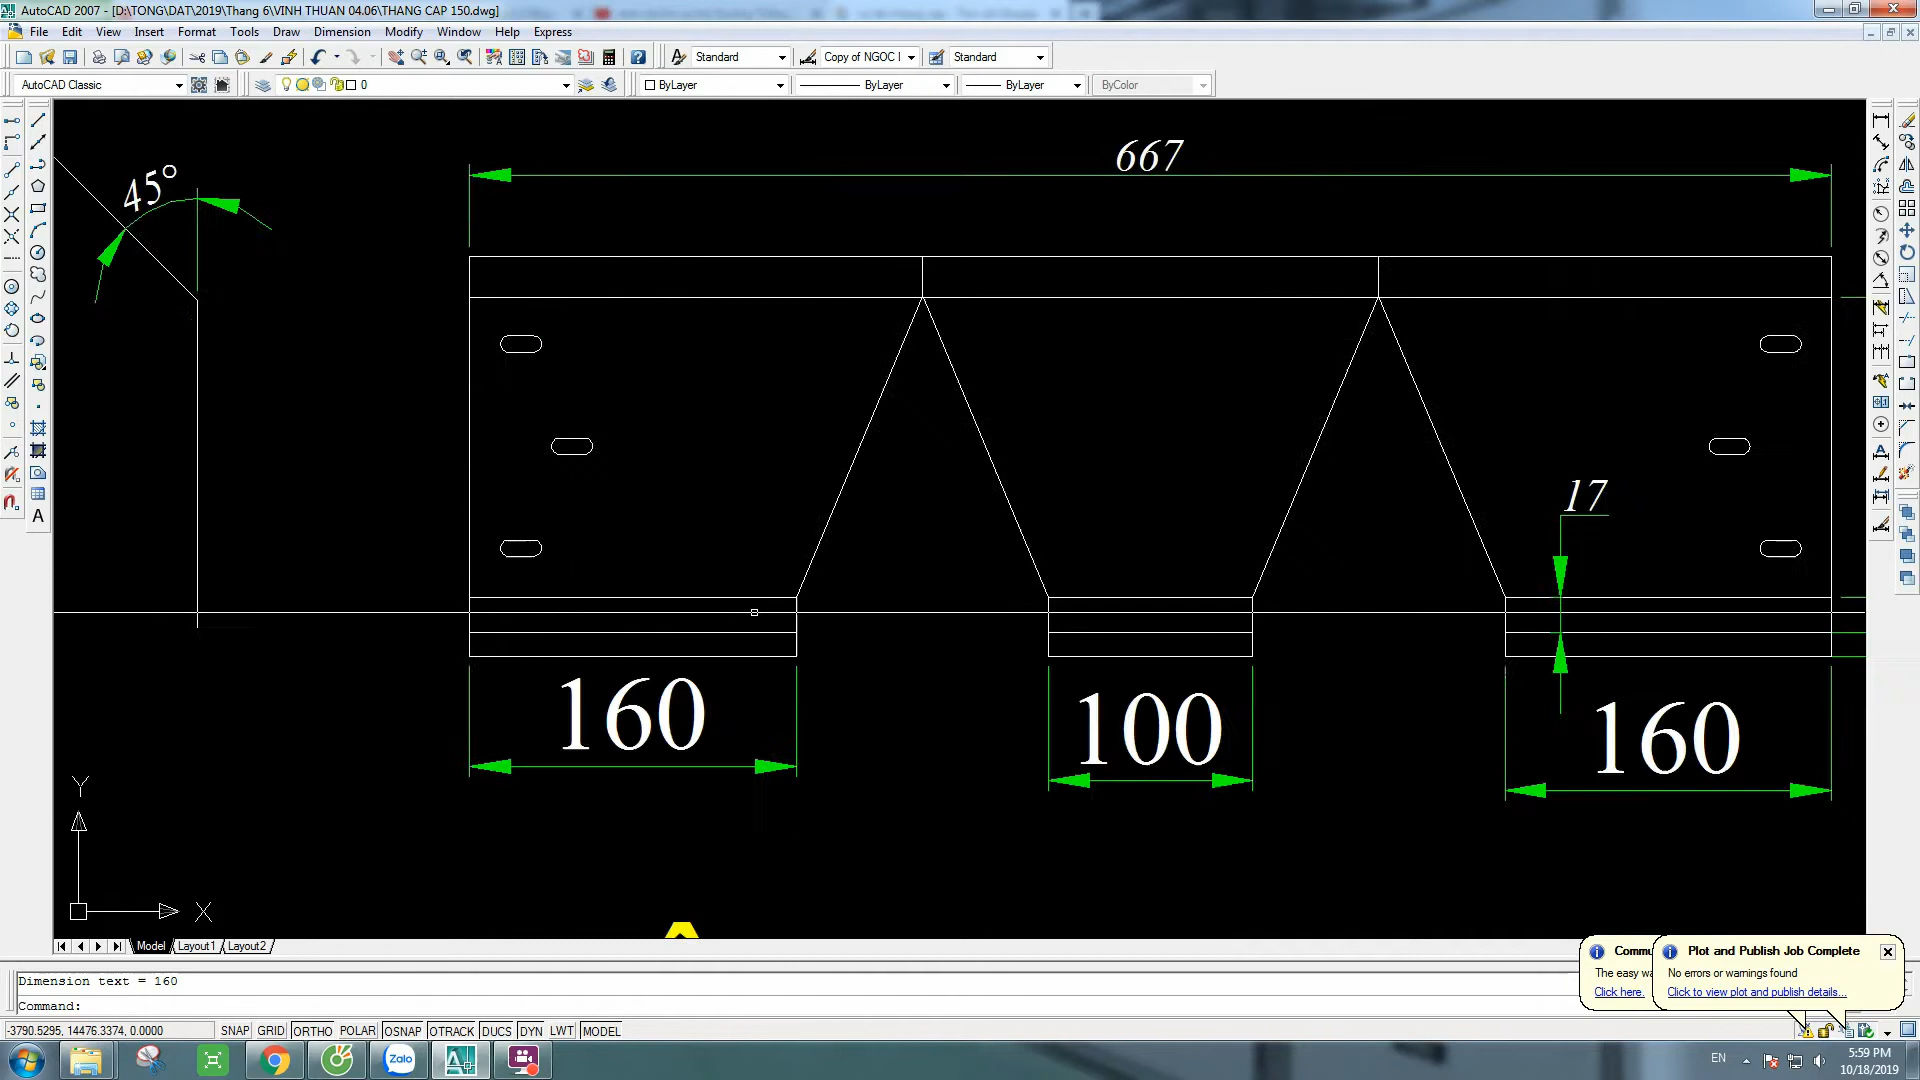 AutoCAD 2007 - [D:\TONG\DAT\2019\Thang 6\VINH THUAN 04.06\THANG CAP 150.dwg]
File Edit View Insert Format Tools Draw Dimension Modify Window Help Express
Standard Copy of NGOC Standard
AutoCAD Classic 0 ByLayer ByLayer ByLayer ByColor
667
45°
17
160
100
160
Y
X
Model Layout1 Layout2
Dimension text = 160
Command:
Commu
The easy wa
Click here.
Plot and Publish Job Complete
No errors or warnings found
Click to view plot and publish details...
-3790.5295, 14476.3374, 0.0000 SNAP GRID ORTHO POLAR OSNAP OTRACK DUCS DYN LWT MODEL
Zalo
EN
5:59 PM
10/18/2019